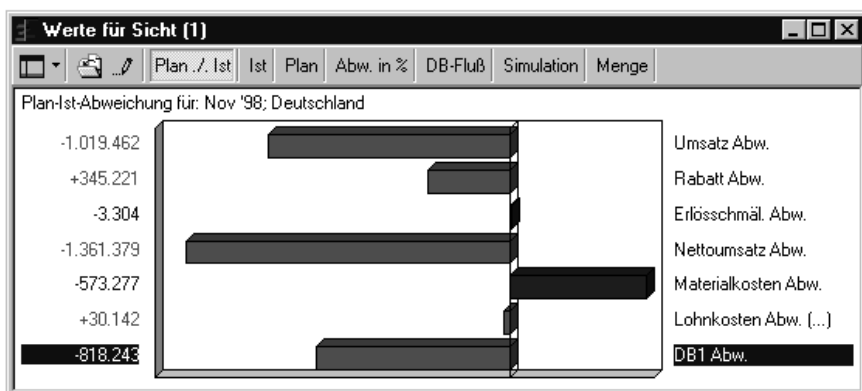 Werte für Sicht (1)
Plan ./. Ist Ist Plan Abw. in % DB-Fluß Simulation Menge
Plan-Ist-Abweichung für: Nov '98; Deutschland
-1.019.462 Umsatz Abw.
+345.221 Rabatt Abw.
-3.304 Erlösschmäl. Abw.
-1.361.379 Nettoumsatz Abw.
-573.277 Materialkosten Abw.
+30.142 Lohnkosten Abw. (...)
-818.243 DB1 Abw.